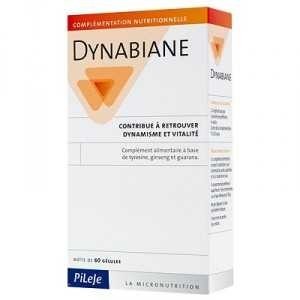 COMPLÉMENTATION NUTRITIONNELLE
DYNABIANE
CONTRIBUE À RETROUVER
DYNAMISME ET VITALITÉ
Complément alimentaire à base
de tyrosine, ginseng et guarana.
BOÎTE DE 60 GÉLULES
PiLeJe
LA MICRONUTRITION